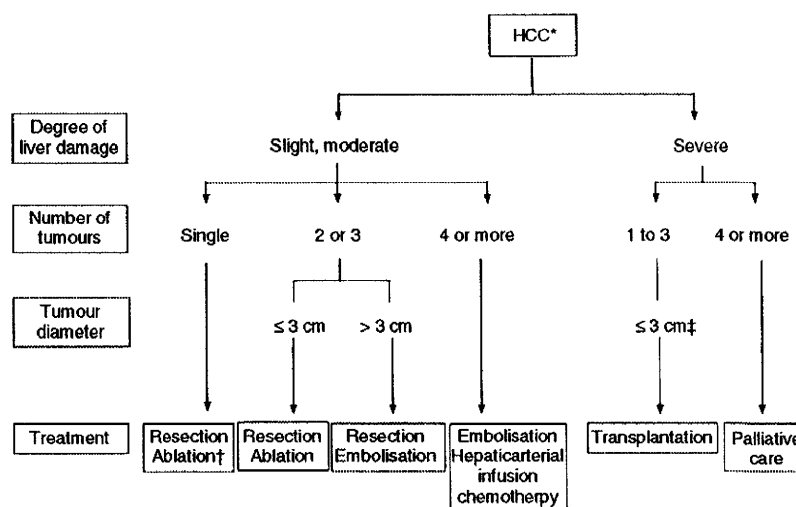 HCC*
Degree of
liver damage
Slight, moderate
Severe
Number of
tumours
Single
2 or 3
4 or more
1 to 3
4 or more
Tumour
diameter
≤ 3 cm
> 3 cm
≤ 3 cm‡
Treatment
Resection
Ablation†
Resection
Ablation
Resection
Embolisation
Embolisation
Hepaticarterial
infusion
chemotherpy
Transplantation
Palliative
care